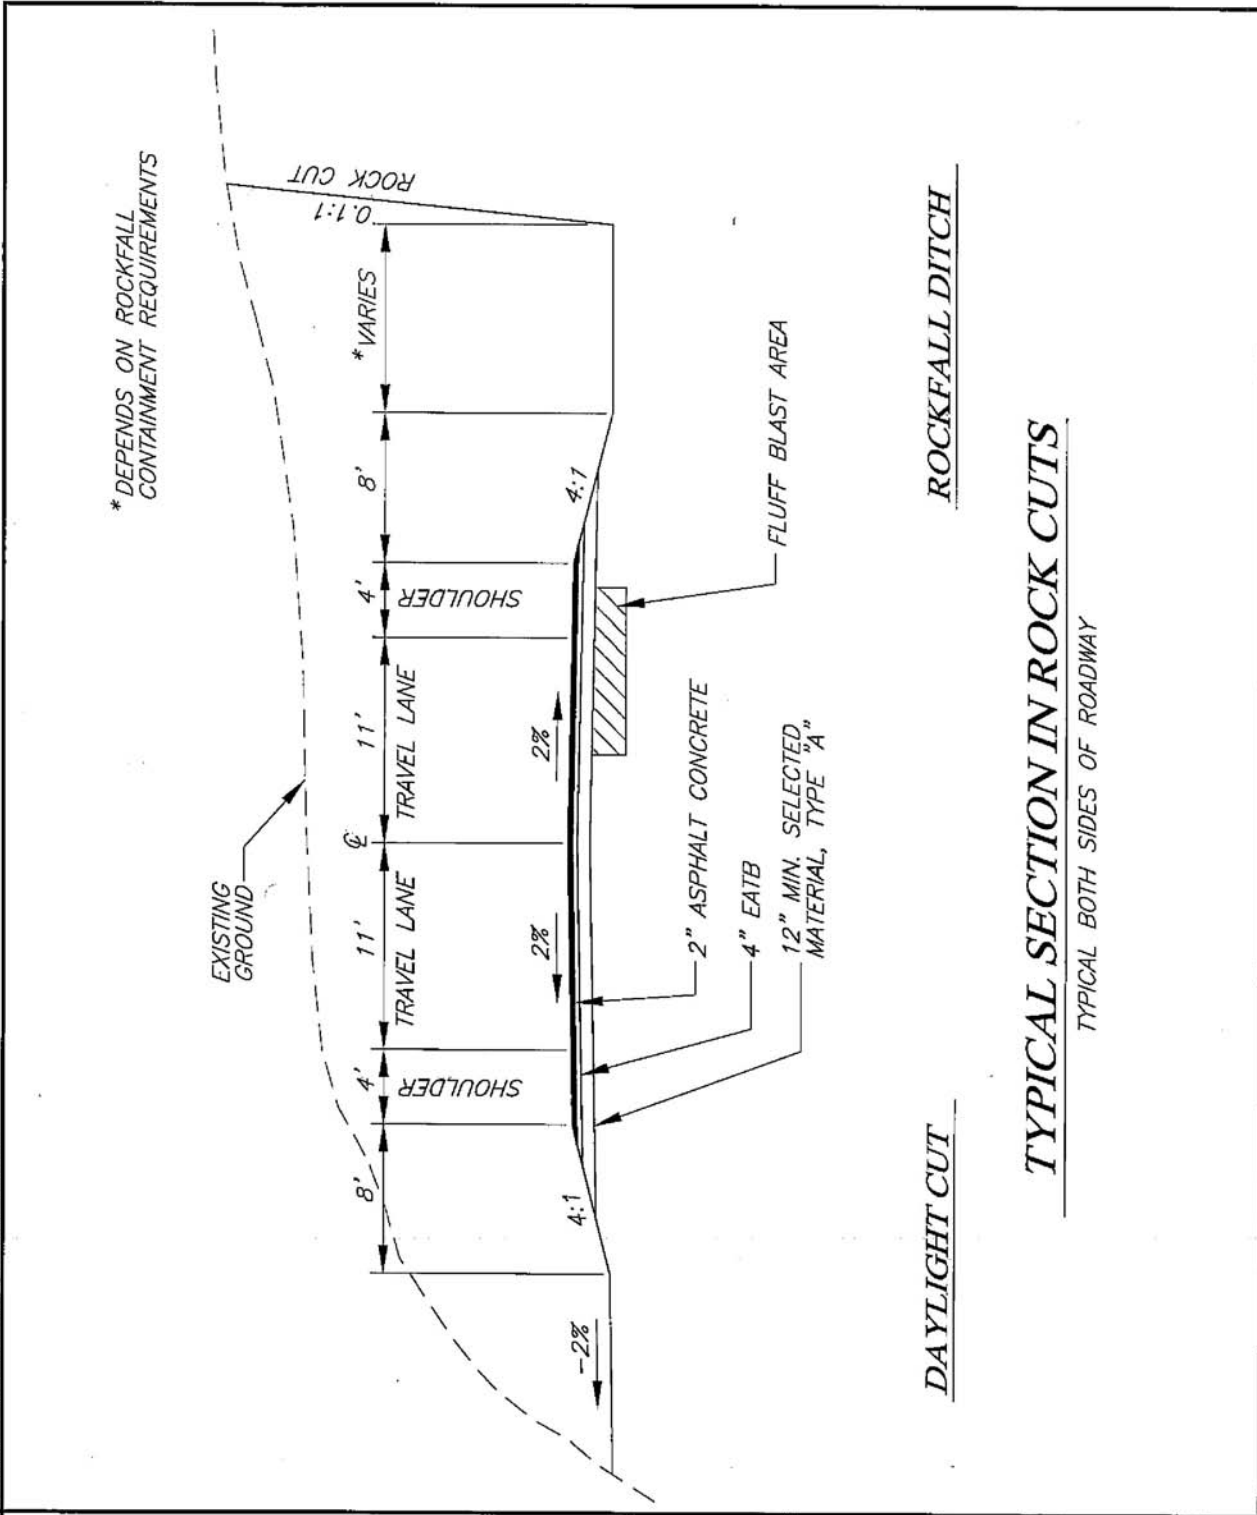 *DEPENDS ON ROCKFALL
CONTAINMENT REQUIREMENTS
EXISTING
GROUND
ROCK CUT
0.1:1
8'
4'
11'
℄
11'
4'
8'
*VARIES
SHOULDER
TRAVEL LANE
TRAVEL LANE
SHOULDER
-2%
4:1
2%
2%
4:1
2" ASPHALT CONCRETE
4" EATB
12" MIN. SELECTED
MATERIAL, TYPE "A"
FLUFF BLAST AREA
DAYLIGHT CUT
ROCKFALL DITCH
TYPICAL SECTION IN ROCK CUTS
TYPICAL BOTH SIDES OF ROADWAY